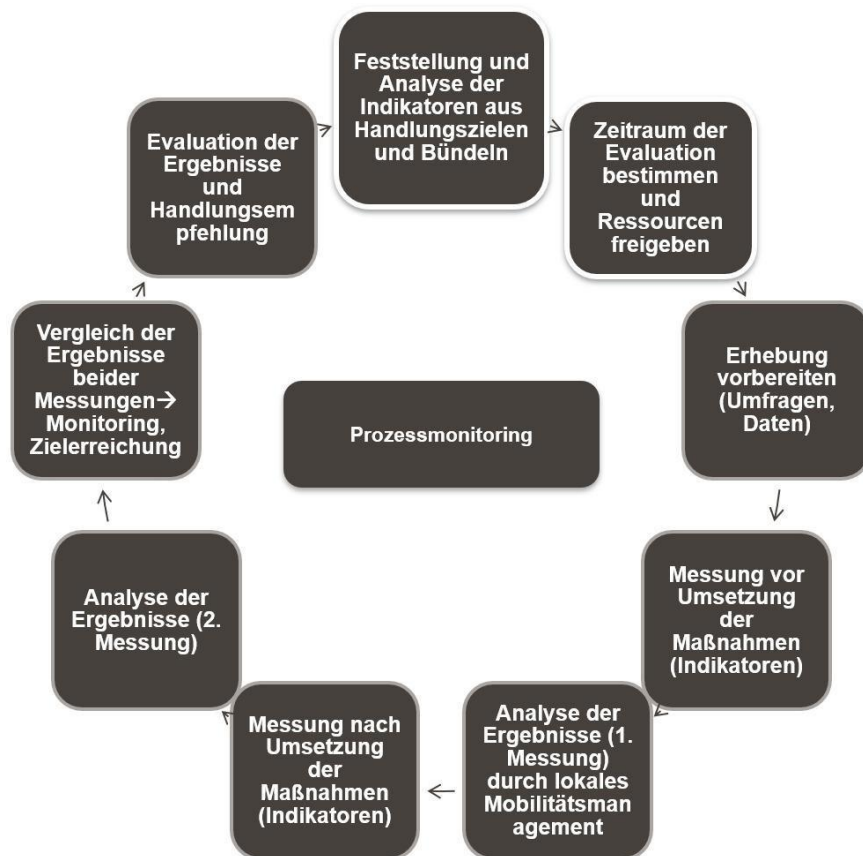 Feststellung und
Analyse der
Indikatoren aus
Handlungszielen
und Bündeln
Zeitraum der
Evaluation
bestimmen
und
Ressourcen
freigeben
Erhebung
vorbereiten
(Umfragen,
Daten)
Messung vor
Umsetzung
der
Maßnahmen
(Indikatoren)
Analyse der
Ergebnisse (1.
Messung)
durch lokales
Mobilitätsman
agement
Messung nach
Umsetzung
der
Maßnahmen
(Indikatoren)
Analyse der
Ergebnisse (2.
Messung)
Vergleich der
Ergebnisse
beider
Messungen→
Monitoring,
Zielerreichung
Evaluation der
Ergebnisse
und
Handlungsem
pfehlung
Prozessmonitoring